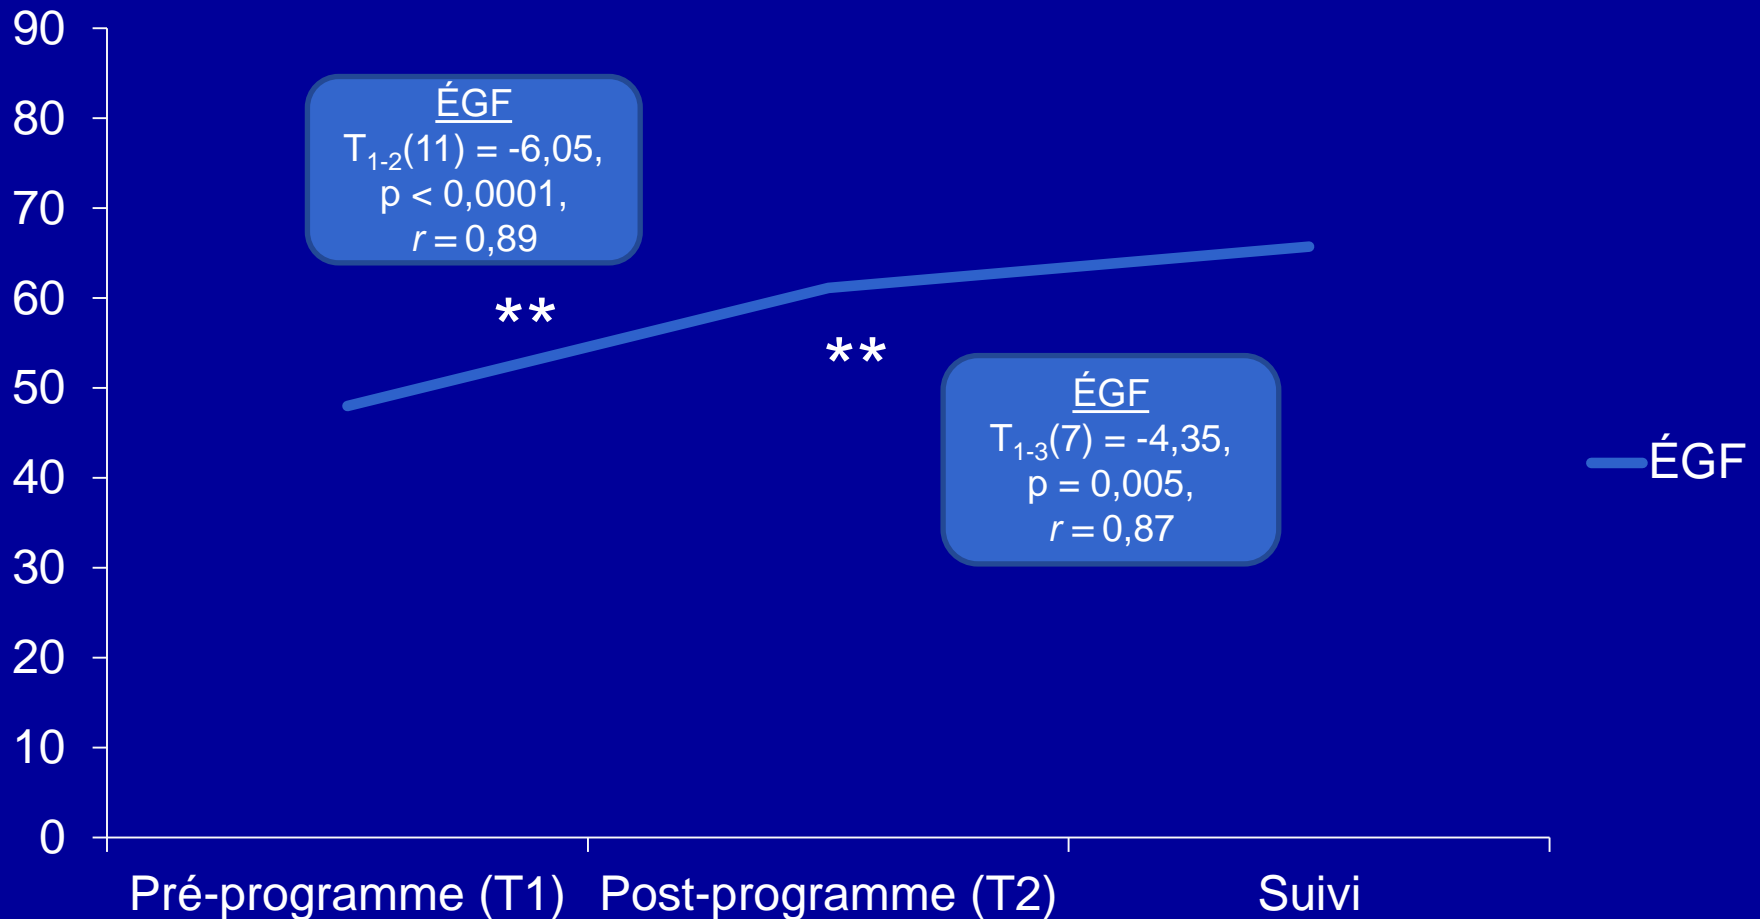 90
80
70
60
50
40
30
20
10
0
ÉGF
T1-2(11) = -6,05,
p < 0,0001,
r = 0,89
**
**
ÉGF
T1-3(7) = -4,35,
p = 0,005,
r = 0,87
ÉGF
Pré-programme (T1) Post-programme (T2) Suivi